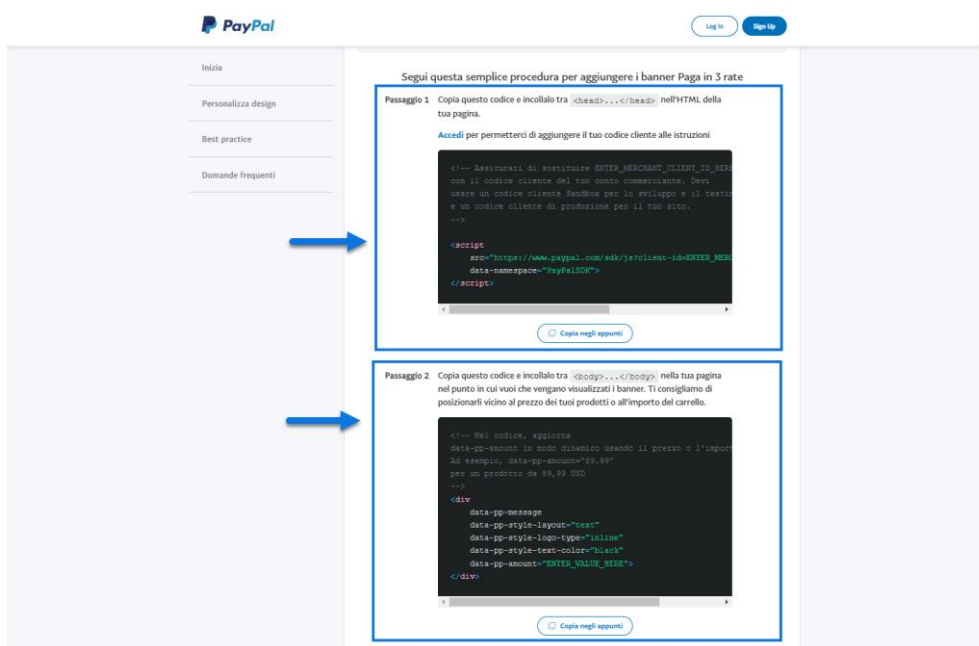 PayPal
Log In
Sign Up
Inizia
Personalizza design
Best practice
Domande frequenti
Segui questa semplice procedura per aggiungere i banner Paga in 3 rate
Passaggio 1 Copia questo codice e incollalo tra <head>...</head> nell'HTML della
tua pagina.
Accedi per permetterci di aggiungere il tuo codice cliente alle istruzioni
<!-- Assicurati di sostituire ENTER_MERCHANT_CLIENT_ID_HERE
con il codice cliente del tuo conto commerciante. Devi
usare un codice cliente Sandbox per lo sviluppo e il testin
e un codice cliente di produzione per il tuo sito.
-->
<script
src="https://www.paypal.com/sdk/js?client-id=ENTER_MERC
data-namespace="PayPalSDK">
</script>
Copia negli appunti
Passaggio 2 Copia questo codice e incollalo tra <body>...</body> nella tua pagina
nel punto in cui vuoi che vengano visualizzati i banner. Ti consigliamo di
posizionarli vicino al prezzo dei tuoi prodotti o all'importo del carrello.
<!-- Nel codice, aggiorna
data-pp-amount in modo dinamico usando il prezzo o l'import
Ad esempio, data-pp-amount="89.99"
per un prodotto da 89,99 USD
-->
<div
data-pp-message
data-pp-style-layout="text"
data-pp-style-logo-type="inline"
data-pp-style-text-color="black"
data-pp-amount="ENTER_VALUE_HERE">
</div>
Copia negli appunti